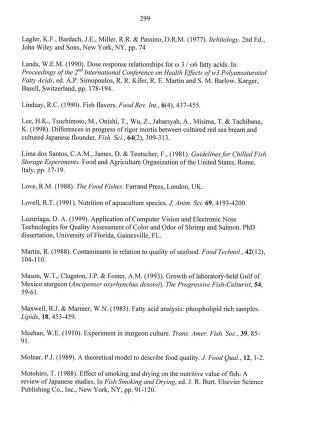 299
Lagler, K.F., Bardach, J.E., Miller, R.R. & Passino, D.R.M. (1977). Itchitology. 2nd Ed.,
John Wiley and Sons, New York, NY, pp. 74
Lands, W.E.M. (1990). Dose response relationships for α 3 / α6 fatty acids. In
Proceedings of the 2nd International Conference on Health Effects of w3 Polyunsaturated
Fatty Acids, ed. A.P. Simopoulos, R. R. Kifer, R. E. Martin and S. M. Barlow. Karger,
Basell, Switzerland, pp. 178-194.
Lindsay, R.C. (1990). Fish flavors. Food Rev. Int., 6(4), 437-455.
Lee, H.K., Tsuchimoto, M., Onishi, T., Wu, Z., Jabarsyah, A., Misima, T. & Tachibana,
K. (1998). Differences in progress of rigor mortis between cultured red sea bream and
cultured Japanese flounder. Fish. Sci., 64(2), 309-313.
Lima dos Santos, C.A.M., James, D. & Teutscher, F., (1981). Guidelines for Chilled Fish
Storage Experiments. Food and Agriculture Organization of the United States, Rome,
Italy, pp. 17-19.
Love, R.M. (1988). The Food Fishes. Farrand Press, London, UK.
Lovell, R.T. (1991). Nutrition of aquaculture species. J. Anim. Sci. 69, 4193-4200.
Luzuriaga, D. A. (1999). Application of Computer Vision and Electronic Nose
Technologies for Quality Assessment of Color and Odor of Shrimp and Salmon. PhD
dissertation, University of Florida, Gainesville, FL.
Martin, R. (1988). Contaminants in relation to quality of seafood. Food Technol., 42(12),
104-110.
Mason, W.T., Clugston, J.P & Foster, A.M. (1993). Growth of laboratory-held Gulf of
Mexico sturgeon (Ancipenser oxyrhynchus desotoi). The Progressive Fish-Culturist, 54,
59-61.
Maxwell, R.J. & Marmer, W.N. (1983). Fatty acid analysis: phospholipid rich samples.
Lipids, 18, 453-459.
Meehan, W.E. (1910). Experiment in sturgeon culture. Trans. Amer. Fish. Soc., 39, 85-
91.
Molnar, P.J. (1989). A theoretical model to describe food quality. J. Food Qual., 12, 1-2.
Motohiro, T. (1988). Effect of smoking and drying on the nutritive value of fish: A
review of Japanese studies. In Fish Smoking and Drying, ed. J. R. Burt. Elsevier Science
Publishing Co., Inc., New York, NY, pp. 91-120.